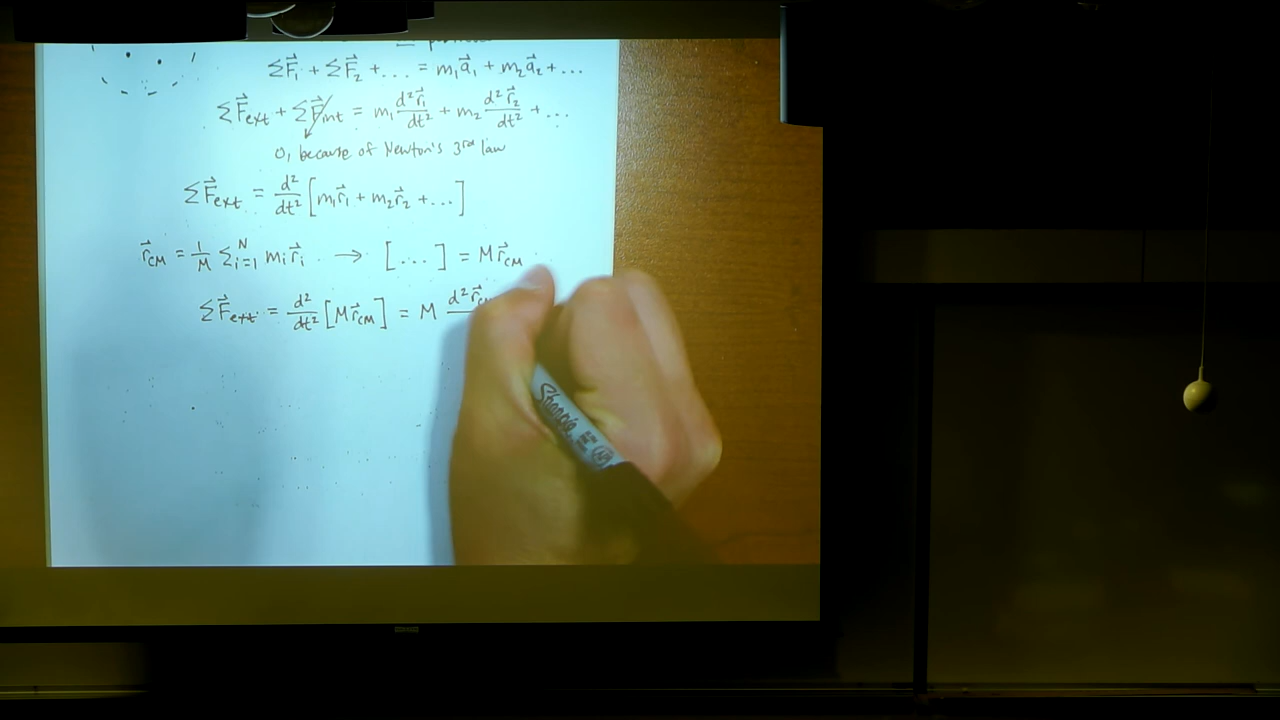 ΣF⃗₁ + ΣF⃗₂ + ... = m₁a⃗₁ + m₂a⃗₂ + ...
ΣF⃗ext + ΣF⃗int = m₁ d²r⃗₁/dt² + m₂ d²r⃗₂/dt² + ...
0, because of Newton's 3rd law
ΣF⃗ext = d²/dt² [m₁r⃗₁ + m₂r⃗₂ + ...]
r⃗CM = 1/M Σᵢ₌₁ᴺ mᵢr⃗ᵢ → [...] = Mr⃗CM
ΣF⃗ext = d²/dt² [Mr⃗CM] = M d²r⃗
Sharpie